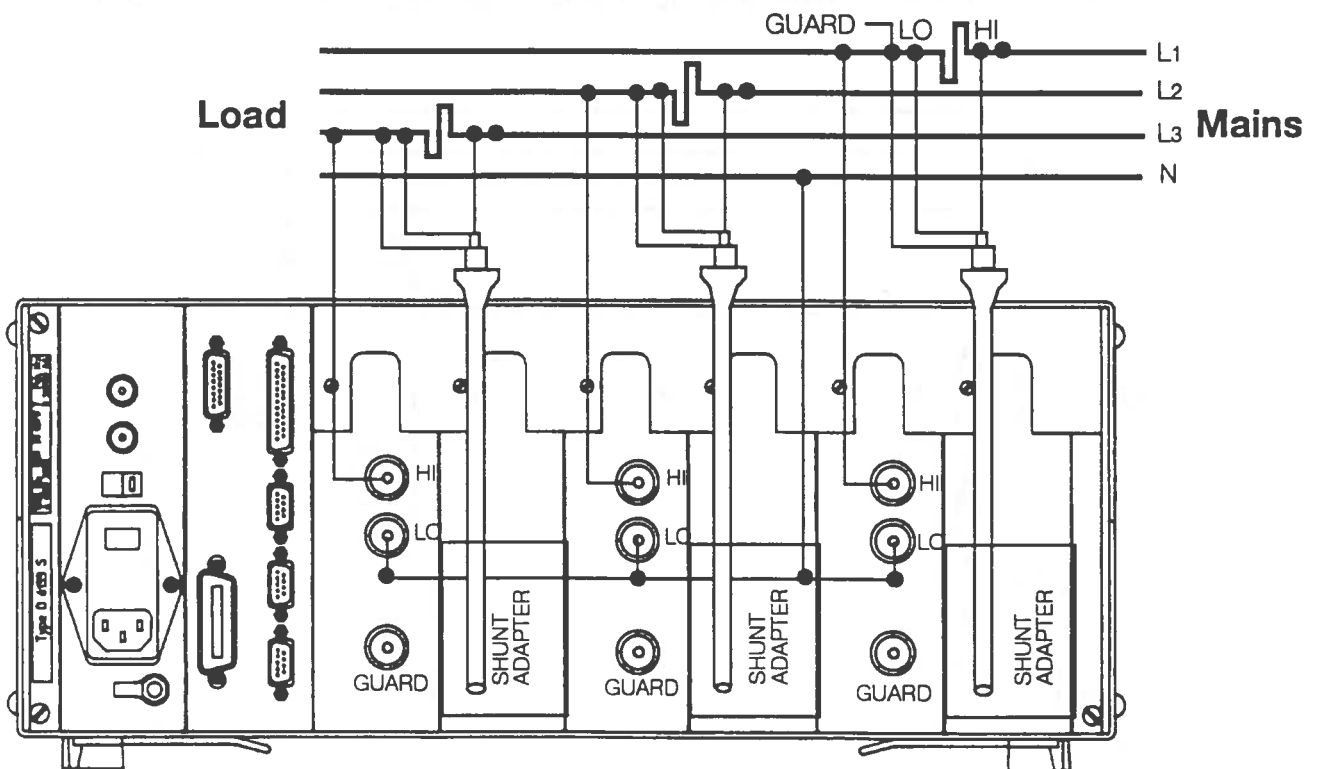 GUARD
LO
HI
L1
L2
Load
L3
Mains
N
HI
HI
HI
LO
LO
LO
SHUNT
ADAPTER
SHUNT
ADAPTER
SHUNT
ADAPTER
GUARD
GUARD
GUARD